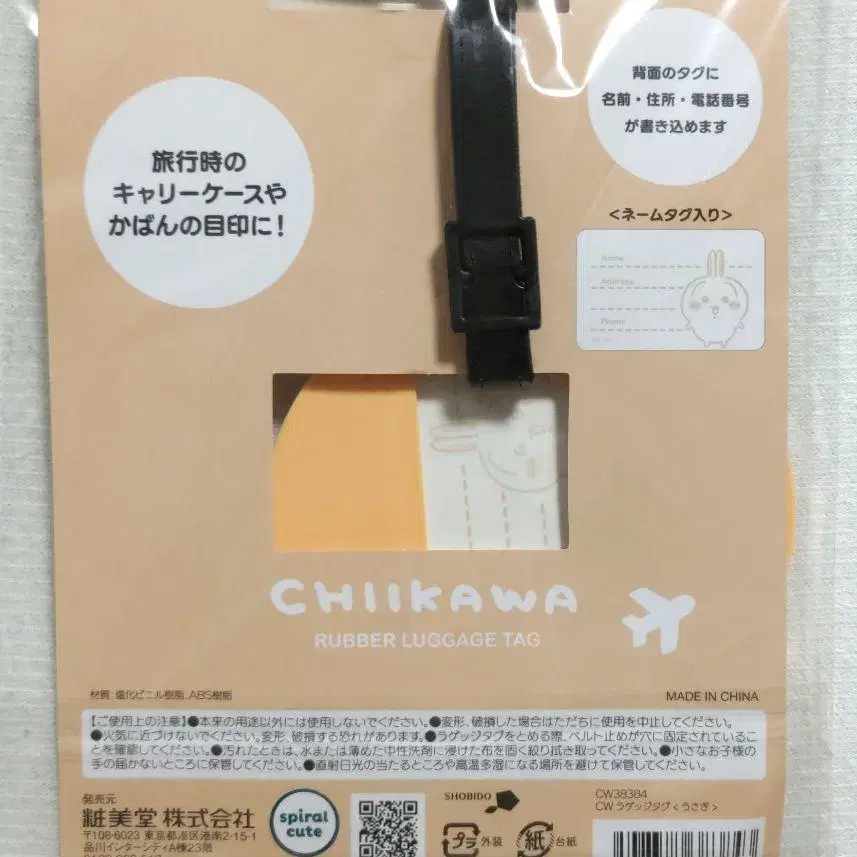 旅行時の
キャリーケースや
かばんの目印に!
背面のタグに
名前・住所・電話番号
が書き込めます
<ネームタグ入り>
Name
Address
Phone
CHIIKAWA
RUBBER LUGGAGE TAG
材質:塩化ビニル樹脂、ABS樹脂
MADE IN CHINA
【ご使用上の注意】●本来の用途以外には使用しないでください。●変形、破損した場合はただちに使用を中止してください。
●火気に近づけないでください。変形、破損する恐れがあります。●ラゲッジタグをとめる際、ベルト止めが穴に固定されているこ
とを確認してください。●汚れたときは、水または薄めた中性洗剤に浸けた布を固く絞り拭き取ってください。●小さなお子様の
手の届かないところに保管してください。●直射日光の当たるところや高温多湿になる場所を避けて保管してください。
発売元
粧美堂 株式会社
〒108-6023 東京都港区港南2-15-1
品川インターシティA棟23階
spiral
cute
SHOBIDO
プラ 外装
紙 台紙
CW38384
CW ラゲッジタグ<うさぎ>